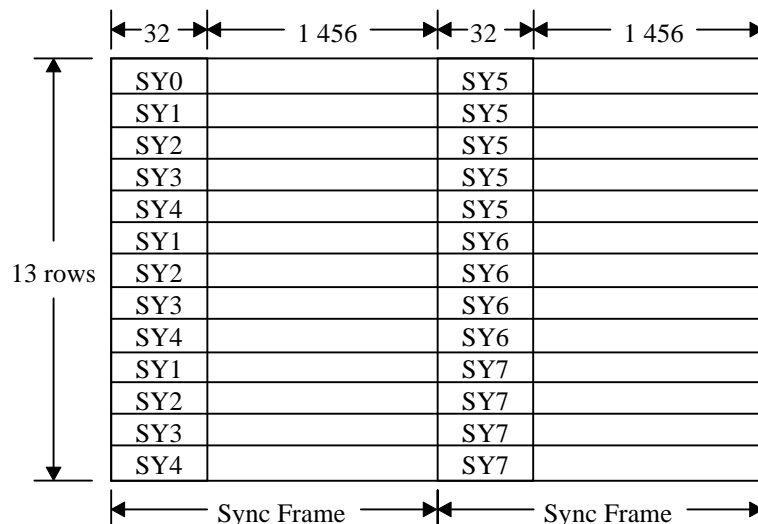 32 1 456 32 1 456
SY0 SY5
SY1 SY5
SY2 SY5
SY3 SY5
SY4 SY5
SY1 SY6
13 rows SY2 SY6
SY3 SY6
SY4 SY6
SY1 SY7
SY2 SY7
SY3 SY7
SY4 SY7
Sync Frame Sync Frame